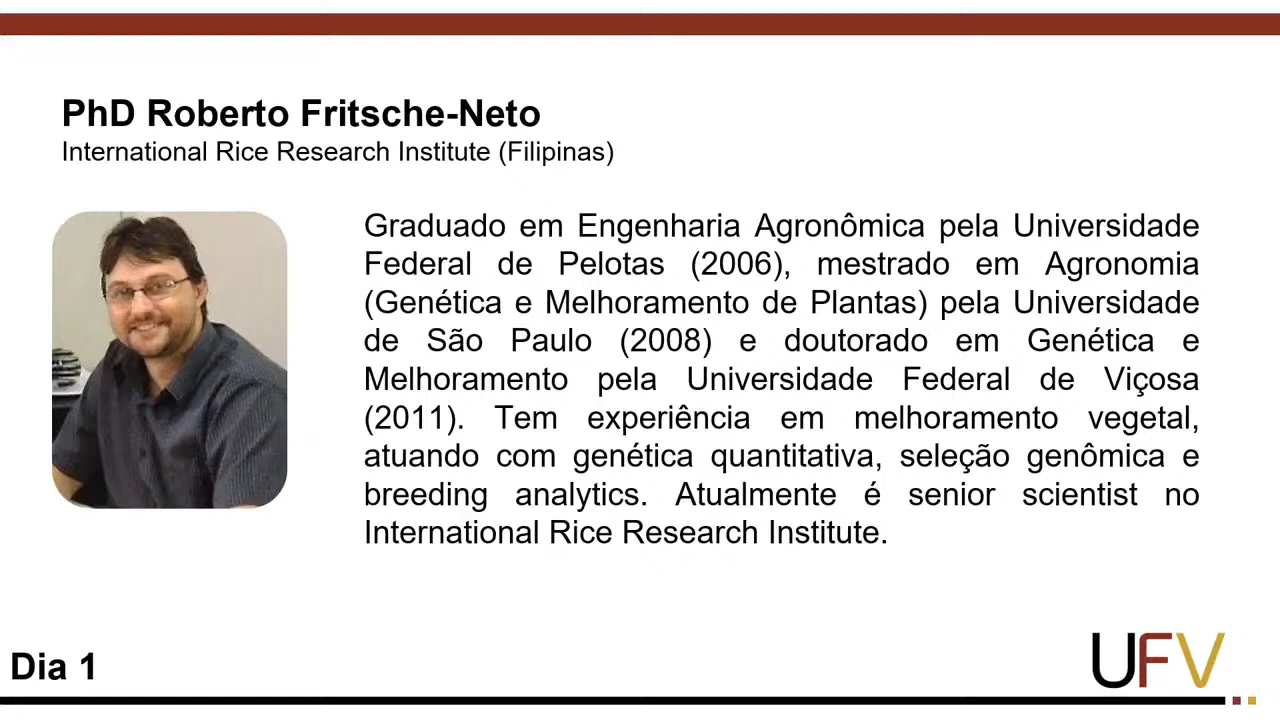 PhD Roberto Fritsche-Neto
International Rice Research Institute (Filipinas)
Graduado em Engenharia Agronômica pela Universidade
Federal de Pelotas (2006), mestrado em Agronomia
(Genética e Melhoramento de Plantas) pela Universidade
de São Paulo (2008) e doutorado em Genética e
Melhoramento pela Universidade Federal de Viçosa
(2011). Tem experiência em melhoramento vegetal,
atuando com genética quantitativa, seleção genômica e
breeding analytics. Atualmente é senior scientist no
International Rice Research Institute.
Dia 1
UFV